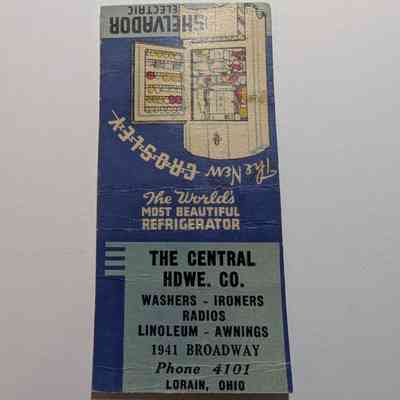 SHELVADOR
ELECTRIC
The New CROSLEY
The World's
MOST BEAUTIFUL
REFRIGERATOR
THE CENTRAL
HDWE. CO.
WASHERS - IRONERS
RADIOS
LINOLEUM - AWNINGS
1941 BROADWAY
Phone 4101
LORAIN, OHIO